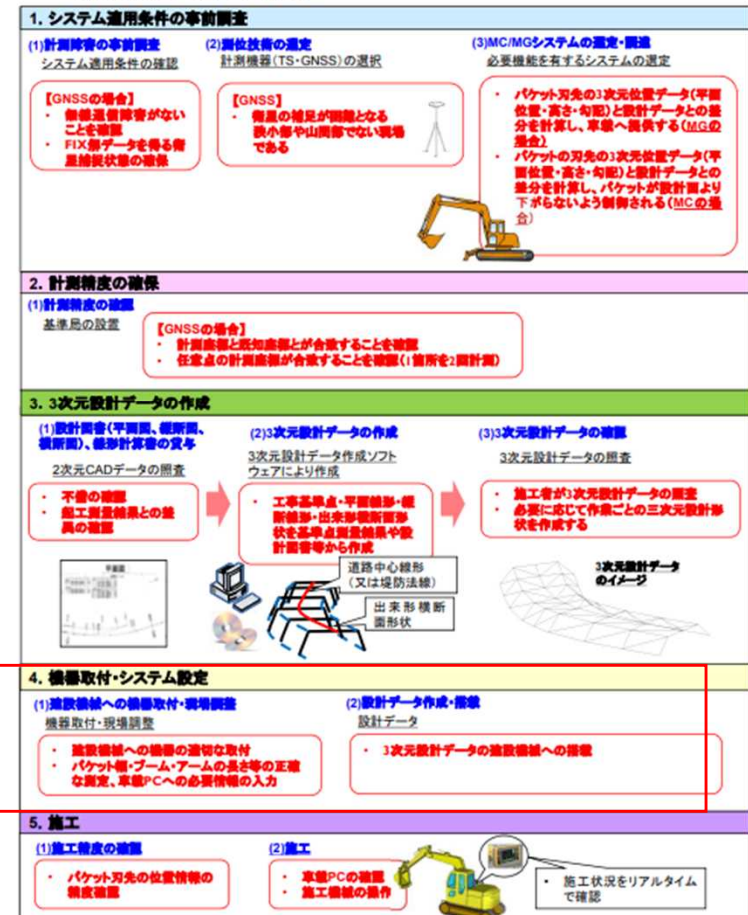 1. システム適用条件の事前調査
(1)計測障害の事前調査
システム適用条件の確認
【GNSSの場合】
・ 無線通信障害がない
ことを確認
・ FIX解データを得る衛
星捕捉状態の確保
(2)測位技術の選定
計測機器(TS・GNSS)の選択
【GNSS】
・ 衛星の補足が困難となる
狭小部や山間部でない現場
である
(3)MC/MGシステムの選定・調達
必要機能を有するシステムの選定
・ バケット刃先の3次元位置データ(平面
位置・高さ・勾配)と設計データとの差
分を計算し、車載へ提供する(MGの
場合)
・ バケットの刃先の3次元位置データ(平
面位置・高さ・勾配)と設計データとの
差分を計算し、バケットが設計面より
下がらないよう制御される(MCの場
合)
2. 計測精度の確保
(1)計測精度の確認
基準局の設置
【GNSSの場合】
・ 計測座標と既知座標とが合致することを確認
・ 任意点の計測座標が合致することを確認(1箇所を2回計測)
3. 3次元設計データの作成
(1)設計図書(平面図、縦断図、
横断図)、線形計算書の貸与
2次元CADデータの照査
・ 不備の確認
・ 起工測量結果との差
異の確認
平面図
(2)3次元設計データの作成
3次元設計データ作成ソフト
ウェアにより作成
・ 工事基準点・平面線形・縦
断線形・出来形横断面形
状を基準点測量結果や設
計図書等から作成
道路中心線形
(又は堤防法線)
出来形横断
面形状
(3)3次元設計データの確認
3次元設計データの照査
・ 施工者が3次元設計データの照査
・ 必要に応じて作業ごとの三次元設計形
状を作成する
3次元設計データ
のイメージ
4. 機器取付・システム設定
(1)建設機械への機器取付・現場調整
機器取付・現場調整
・ 建設機械への機器の適切な取付
・ バケット幅・ブーム・アームの長さ等の正確
な測定、車載PCへの必要情報の入力
(2)設計データ作成・搭載
設計データ
・ 3次元設計データの建設機械への搭載
5. 施工
(1)施工精度の確認
・ バケット刃先の位置情報の
精度確認
(2)施工
・ 車載PCの確認
・ 施工機械の操作
・ 施工状況をリアルタイム
で確認